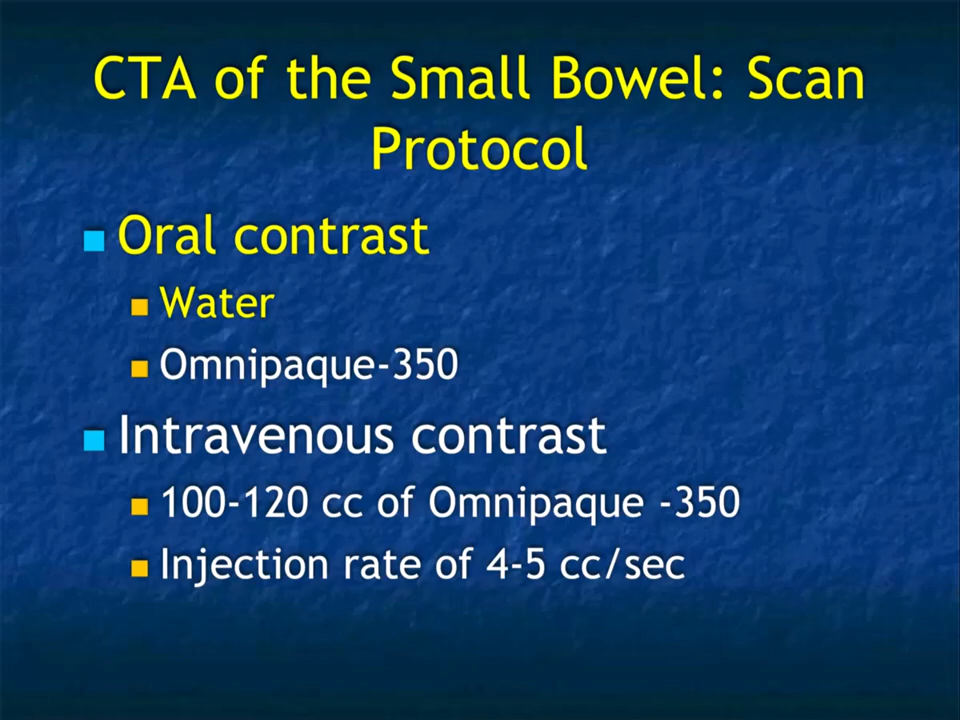 CTA of the Small Bowel: Scan
Protocol
Oral contrast
Water
Omnipaque-350
Intravenous contrast
100-120 cc of Omnipaque -350
Injection rate of 4-5 cc/sec